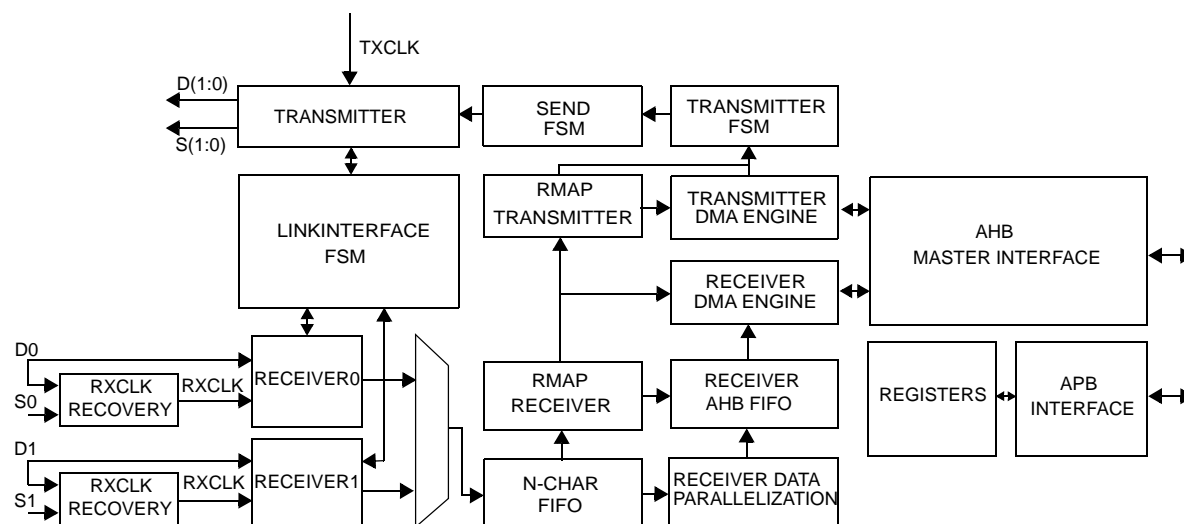 TXCLK
D(1:0)
S(1:0)
TRANSMITTER
SEND
FSM
TRANSMITTER
FSM
LINKINTERFACE
FSM
RMAP
TRANSMITTER
TRANSMITTER
DMA ENGINE
AHB
MASTER INTERFACE
RECEIVER
DMA ENGINE
D0
S0
RXCLK
RECOVERY
RXCLK
RECEIVER0
RMAP
RECEIVER
RECEIVER
AHB FIFO
REGISTERS
APB
INTERFACE
D1
S1
RXCLK
RECOVERY
RXCLK
RECEIVER1
N-CHAR
FIFO
RECEIVER DATA
PARALLELIZATION